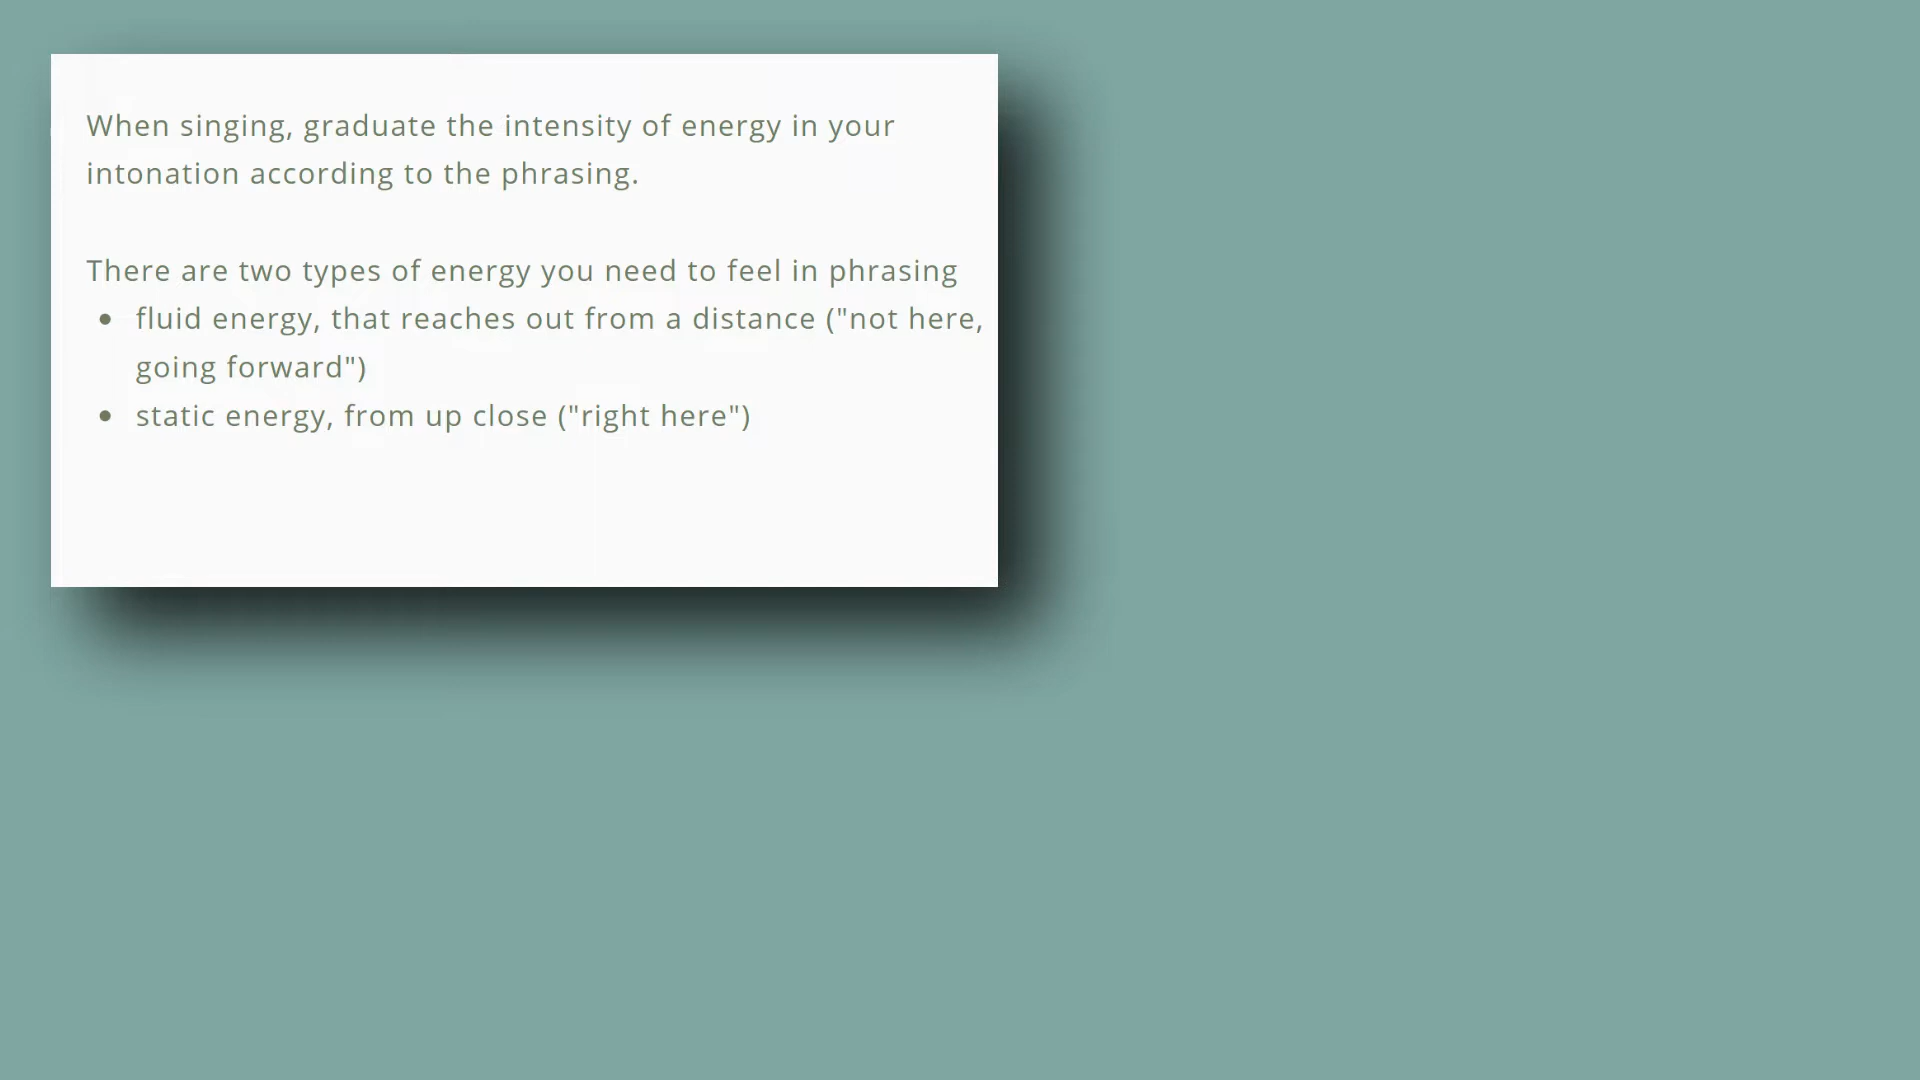 When singing, graduate the intensity of energy in your
intonation according to the phrasing.
There are two types of energy you need to feel in phrasing
• fluid energy, that reaches out from a distance ("not here,
going forward")
• static energy, from up close ("right here")